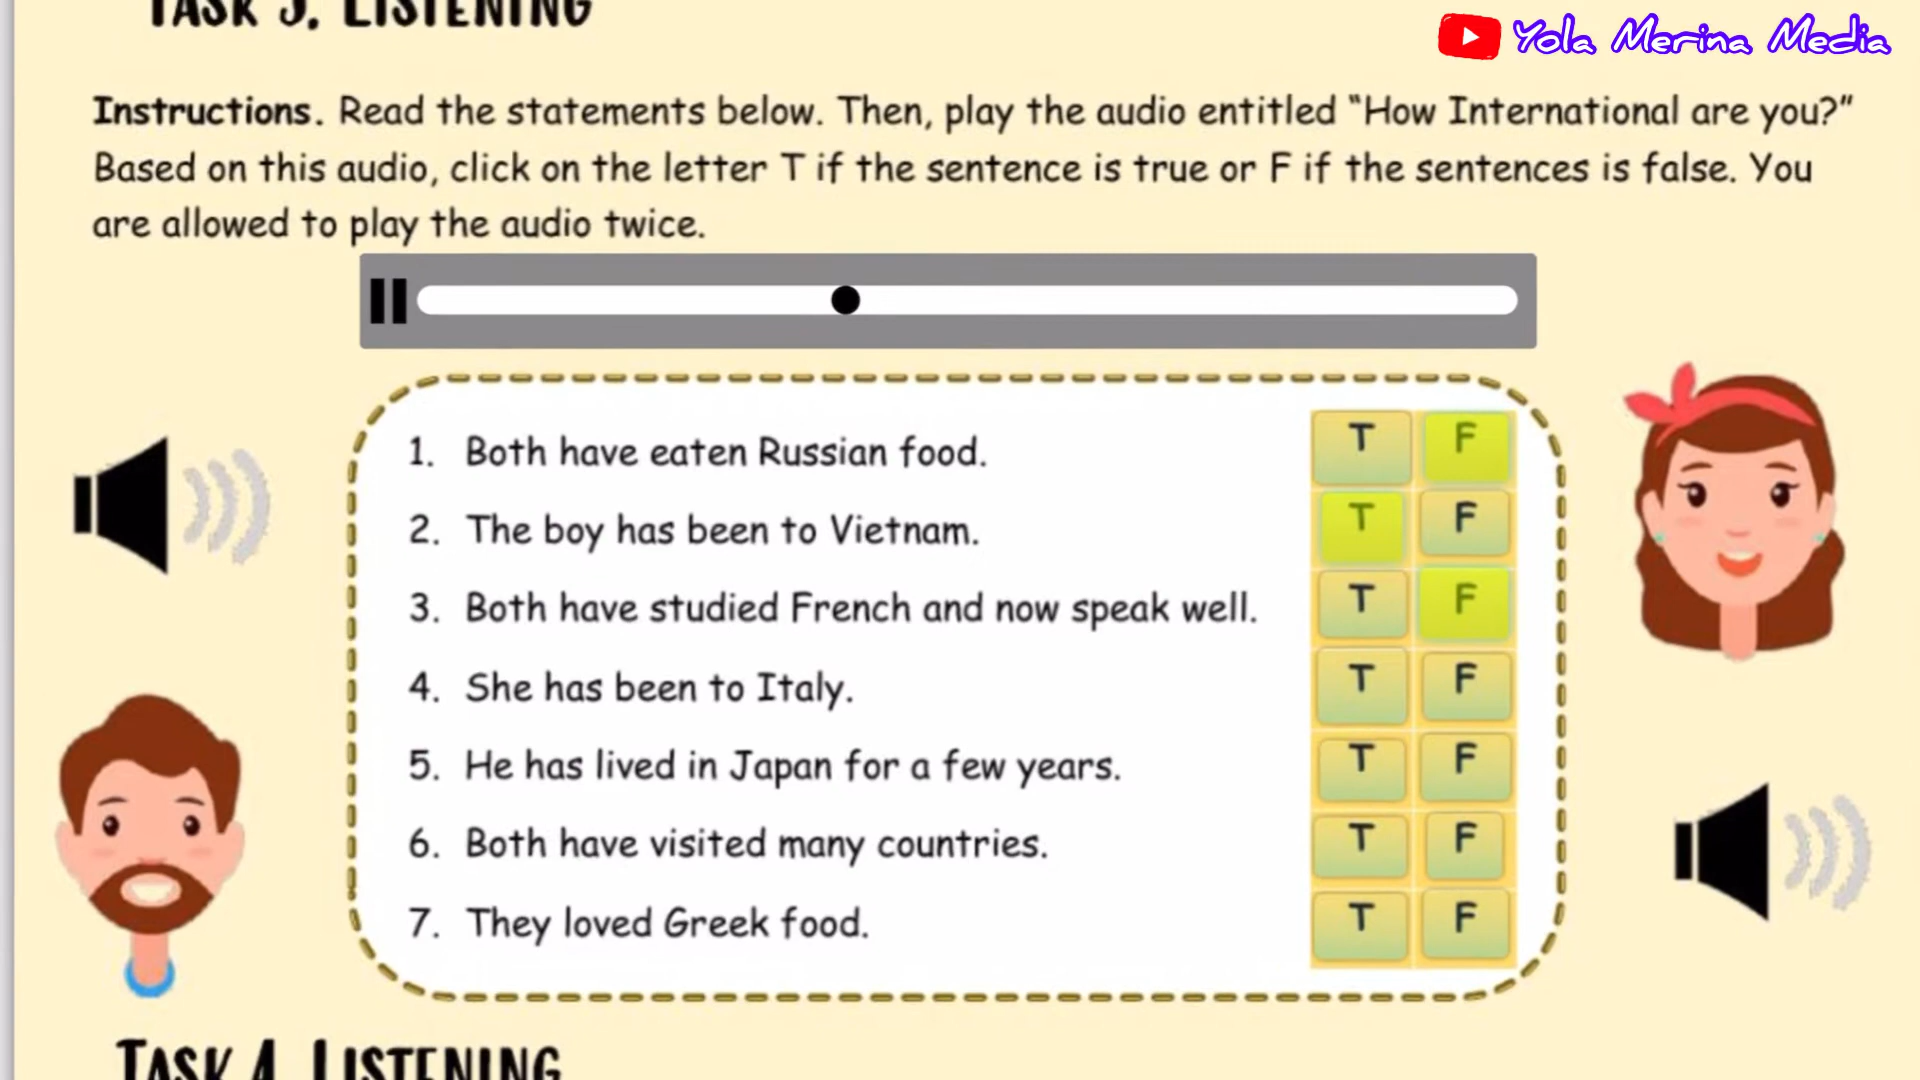 TASK 3. LISTENING
Yola Merina Media
Instructions. Read the statements below. Then, play the audio entitled “How International are you?”
Based on this audio, click on the letter T if the sentence is true or F if the sentences is false. You
are allowed to play the audio twice.
1. Both have eaten Russian food. T F
2. The boy has been to Vietnam. T F
3. Both have studied French and now speak well. T F
4. She has been to Italy. T F
5. He has lived in Japan for a few years. T F
6. Both have visited many countries. T F
7. They loved Greek food. T F
TASK 4. LISTENING